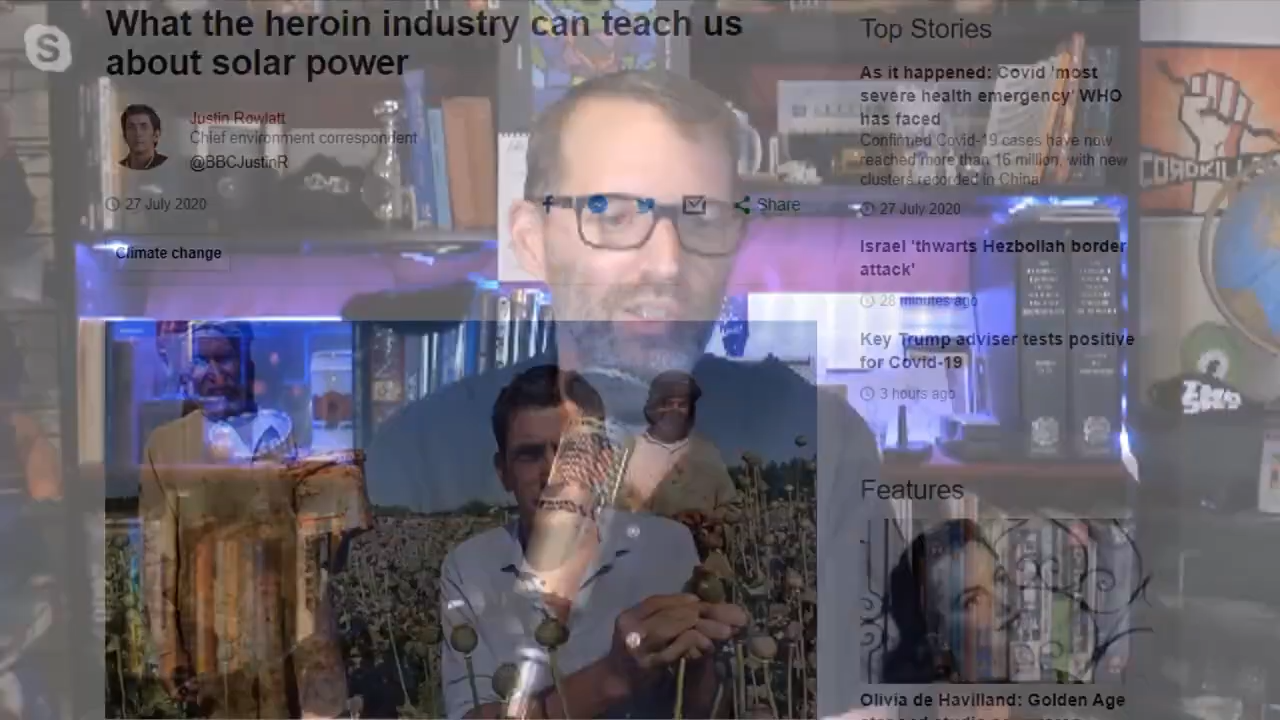 What the heroin industry can teach us
about solar power
Justin Rowlatt
Chief environment correspondent
@BBCJustinR
27 July 2020
Share
Climate change
Top Stories
As it happened: Covid 'most
severe health emergency' WHO
has faced
Confirmed Covid-19 cases have now
reached more than 16 million, with new
clusters recorded in China
27 July 2020
Israel 'thwarts Hezbollah border
attack'
28 minutes ago
Key Trump adviser tests positive
for Covid-19
3 hours ago
Features
Olivia de Havilland: Golden Age
S